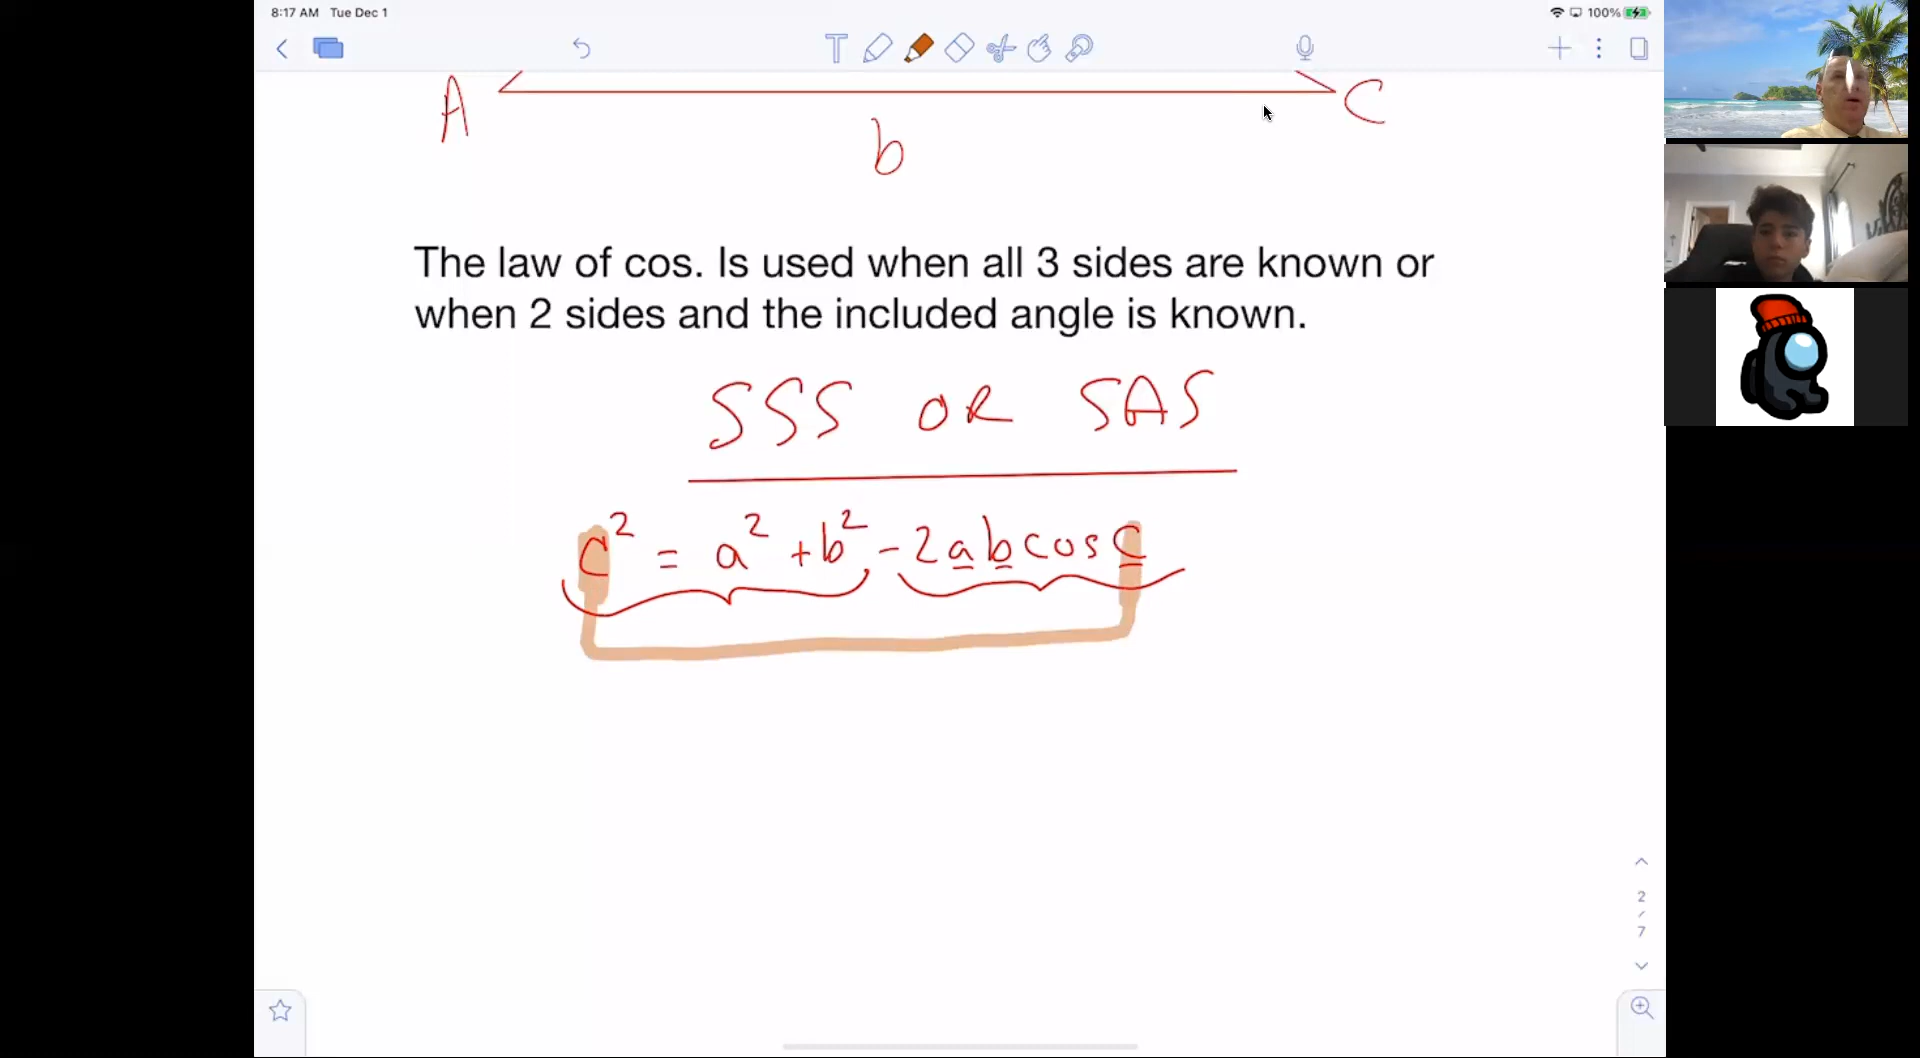 8:17 AM Tue Dec 1
100%
T
A
C
b
The law of cos. Is used when all 3 sides are known or
when 2 sides and the included angle is known.
SSS OR SAS
c² = a² + b² - 2abcosC
2
/
7